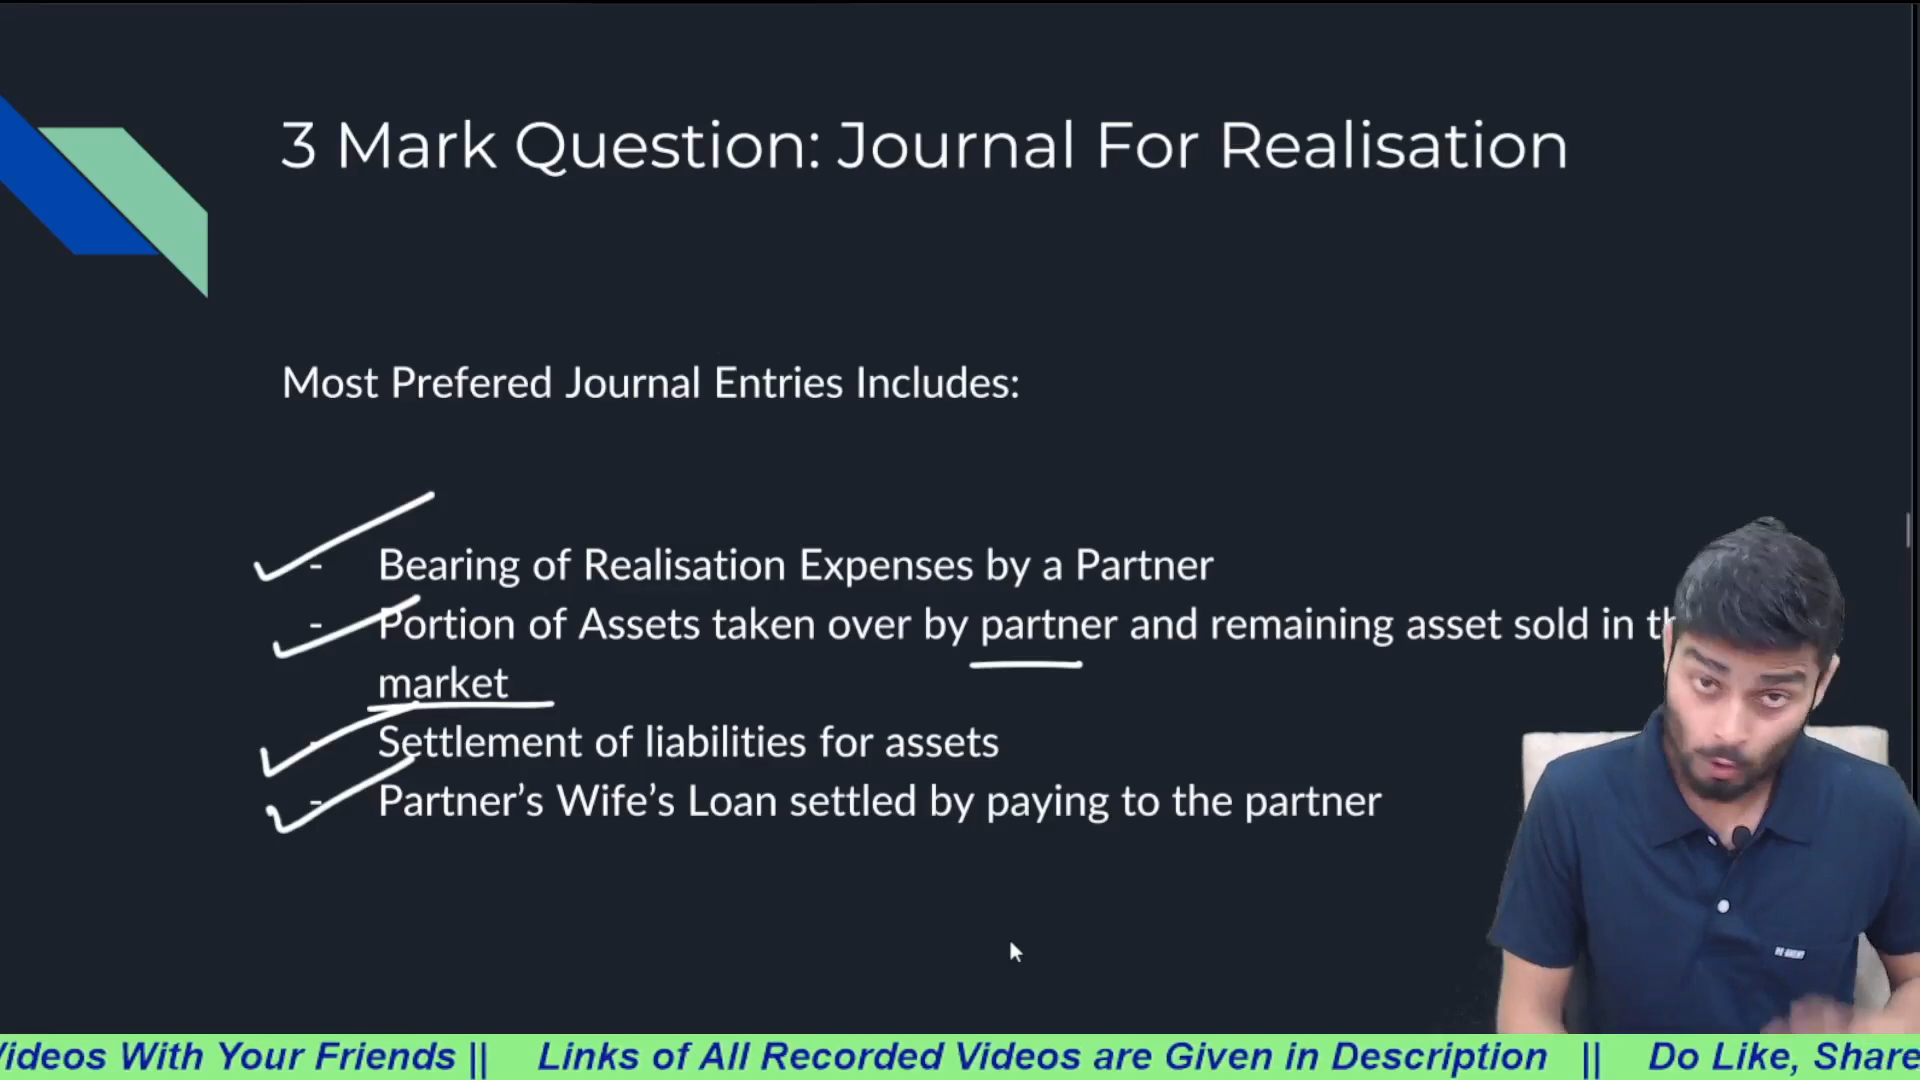 3 Mark Question: Journal For Realisation
Most Prefered Journal Entries Includes:
- Bearing of Realisation Expenses by a Partner
- Portion of Assets taken over by partner and remaining asset sold in
market
- Settlement of liabilities for assets
- Partner’s Wife’s Loan settled by paying to the partner
Videos With Your Friends || Links of All Recorded Videos are Given in Description || Do Like, Share